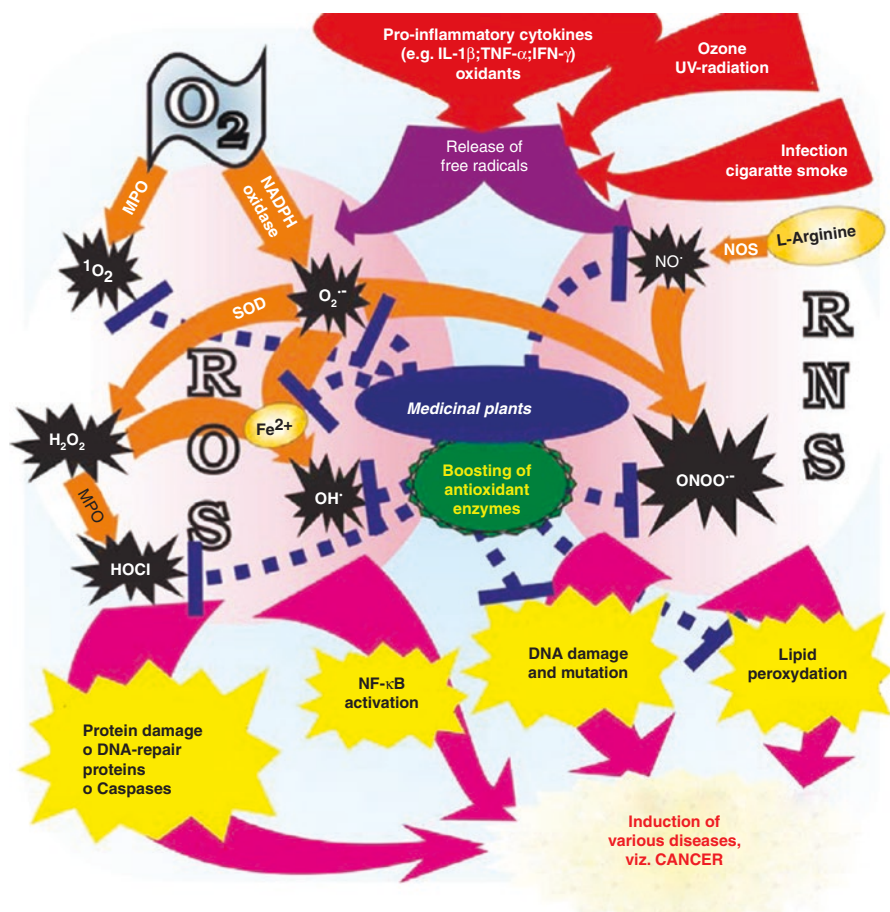 Pro-inflammatory cytokines
(e.g. IL-1β;TNF-α;IFN-γ)
oxidants
Ozone
UV-radiation
O2
Release of
free radicals
Infection
cigaratte smoke
MPO
NADPH
oxidase
L-Arginine
NOS
NO·
¹O₂
O₂·-
SOD
ROS
RNS
Medicinal plants
H₂O₂
Fe2+
Boosting of
antioxidant
enzymes
ONOO·-
MPO
OH·
HOCl
DNA damage
and mutation
Lipid
peroxydation
NF-κB
activation
Protein damage
o DNA-repair
proteins
o Caspases
Induction of
various diseases,
viz. CANCER